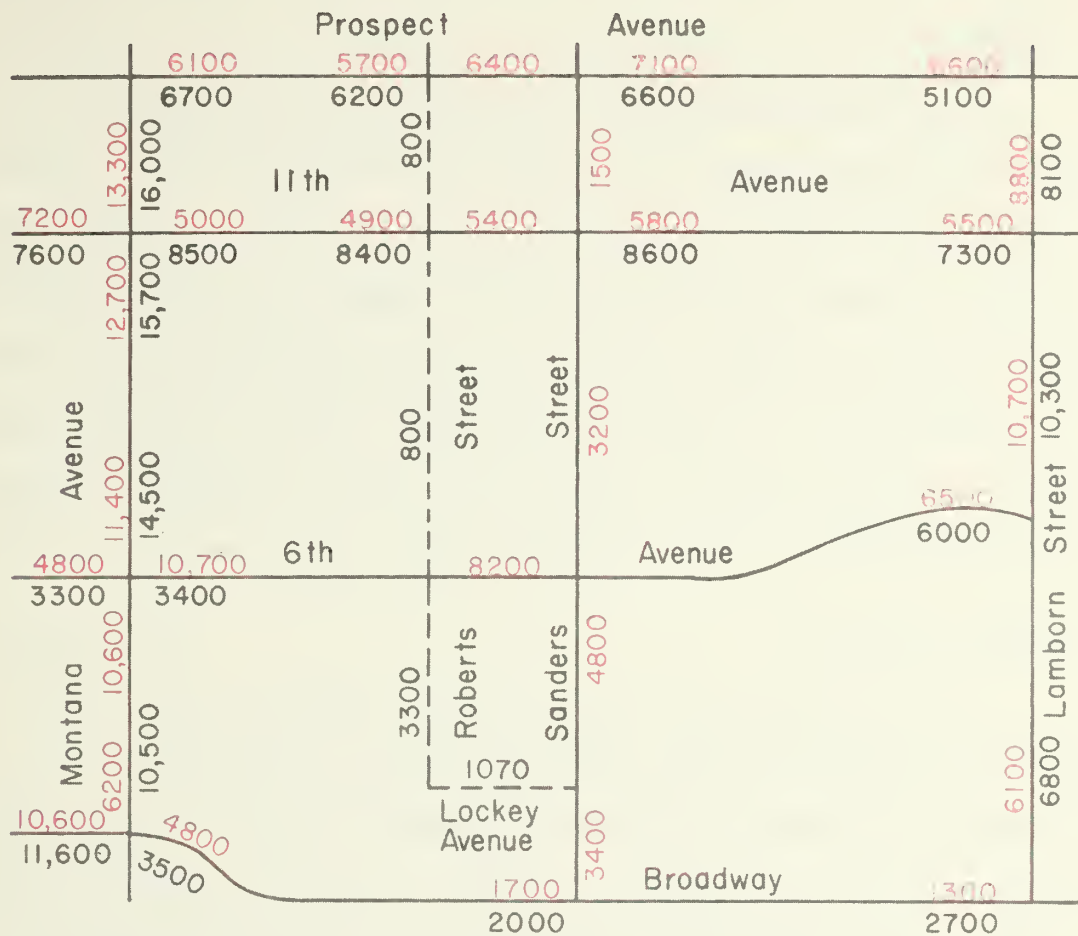 Prospect Avenue
6100 5700 6400 7100
6700 6200 6600 5100
13,300 16,000 800 1500 8800 8100
11th Avenue
7200 5000 4900 5400 5800 5500
7600 8500 8400 8600 7300
12,700 15,700
Avenue 800 Street Street 3200 10,700 10,300
11,400 14,500
6500
6000
6th Avenue
4800 10,700 8200
3300 3400
Montana 10,600 3300 Roberts Sanders 4800 Lamborn Street
6200 10,500 6100 6800
1070
Lockey
Avenue
10,600 4800 3400
11,600 3500
1700 Broadway 1300
2000 2700